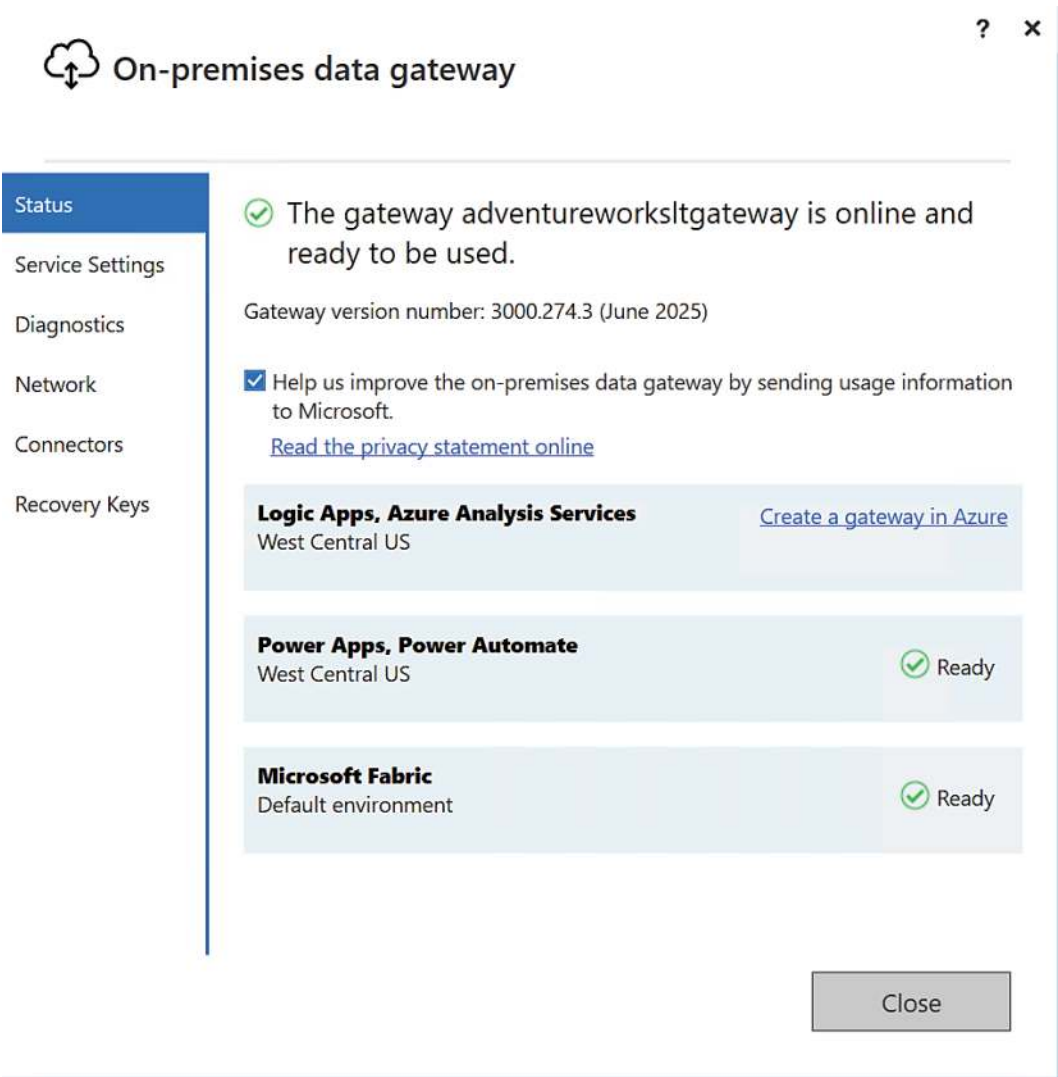 ? ×
On-premises data gateway
Status
Service Settings
Diagnostics
Network
Connectors
Recovery Keys
The gateway adventureworksltgateway is online and
ready to be used.
Gateway version number: 3000.274.3 (June 2025)
Help us improve the on-premises data gateway by sending usage information
to Microsoft.
Read the privacy statement online
Logic Apps, Azure Analysis Services
West Central US
Create a gateway in Azure
Power Apps, Power Automate
West Central US
Ready
Microsoft Fabric
Default environment
Ready
Close